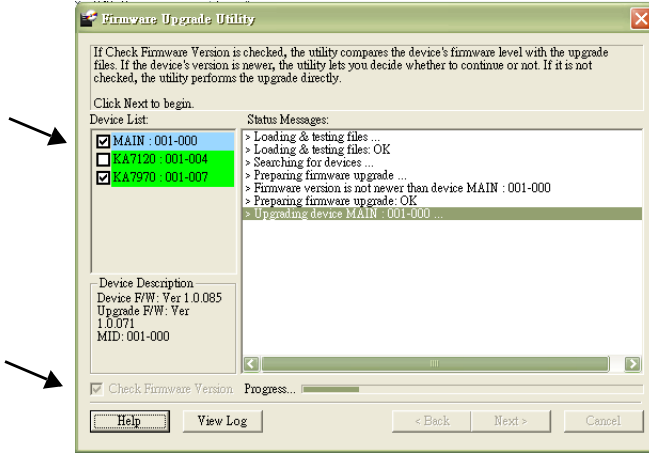 Firmware Upgrade Utility
If Check Firmware Version is checked, the utility compares the device's firmware level with the upgrade
files. If the device's version is newer, the utility lets you decide whether to continue or not. If it is not
checked, the utility performs the upgrade directly.
Click Next to begin.
Device List:
MAIN : 001-000
KA7120 : 001-004
KA7970 : 001-007
Status Messages:
> Loading & testing files ...
> Loading & testing files: OK
> Searching for devices ...
> Preparing firmware upgrade ...
> Firmware version is not newer than device MAIN : 001-000
> Preparing firmware upgrade: OK
> Upgrading device MAIN : 001-000 ...
Device Description
Device F/W: Ver 1.0.085
Upgrade F/W: Ver
1.0.071
MID: 001-000
Check Firmware Version
Progress...
Help
View Log
< Back
Next >
Cancel